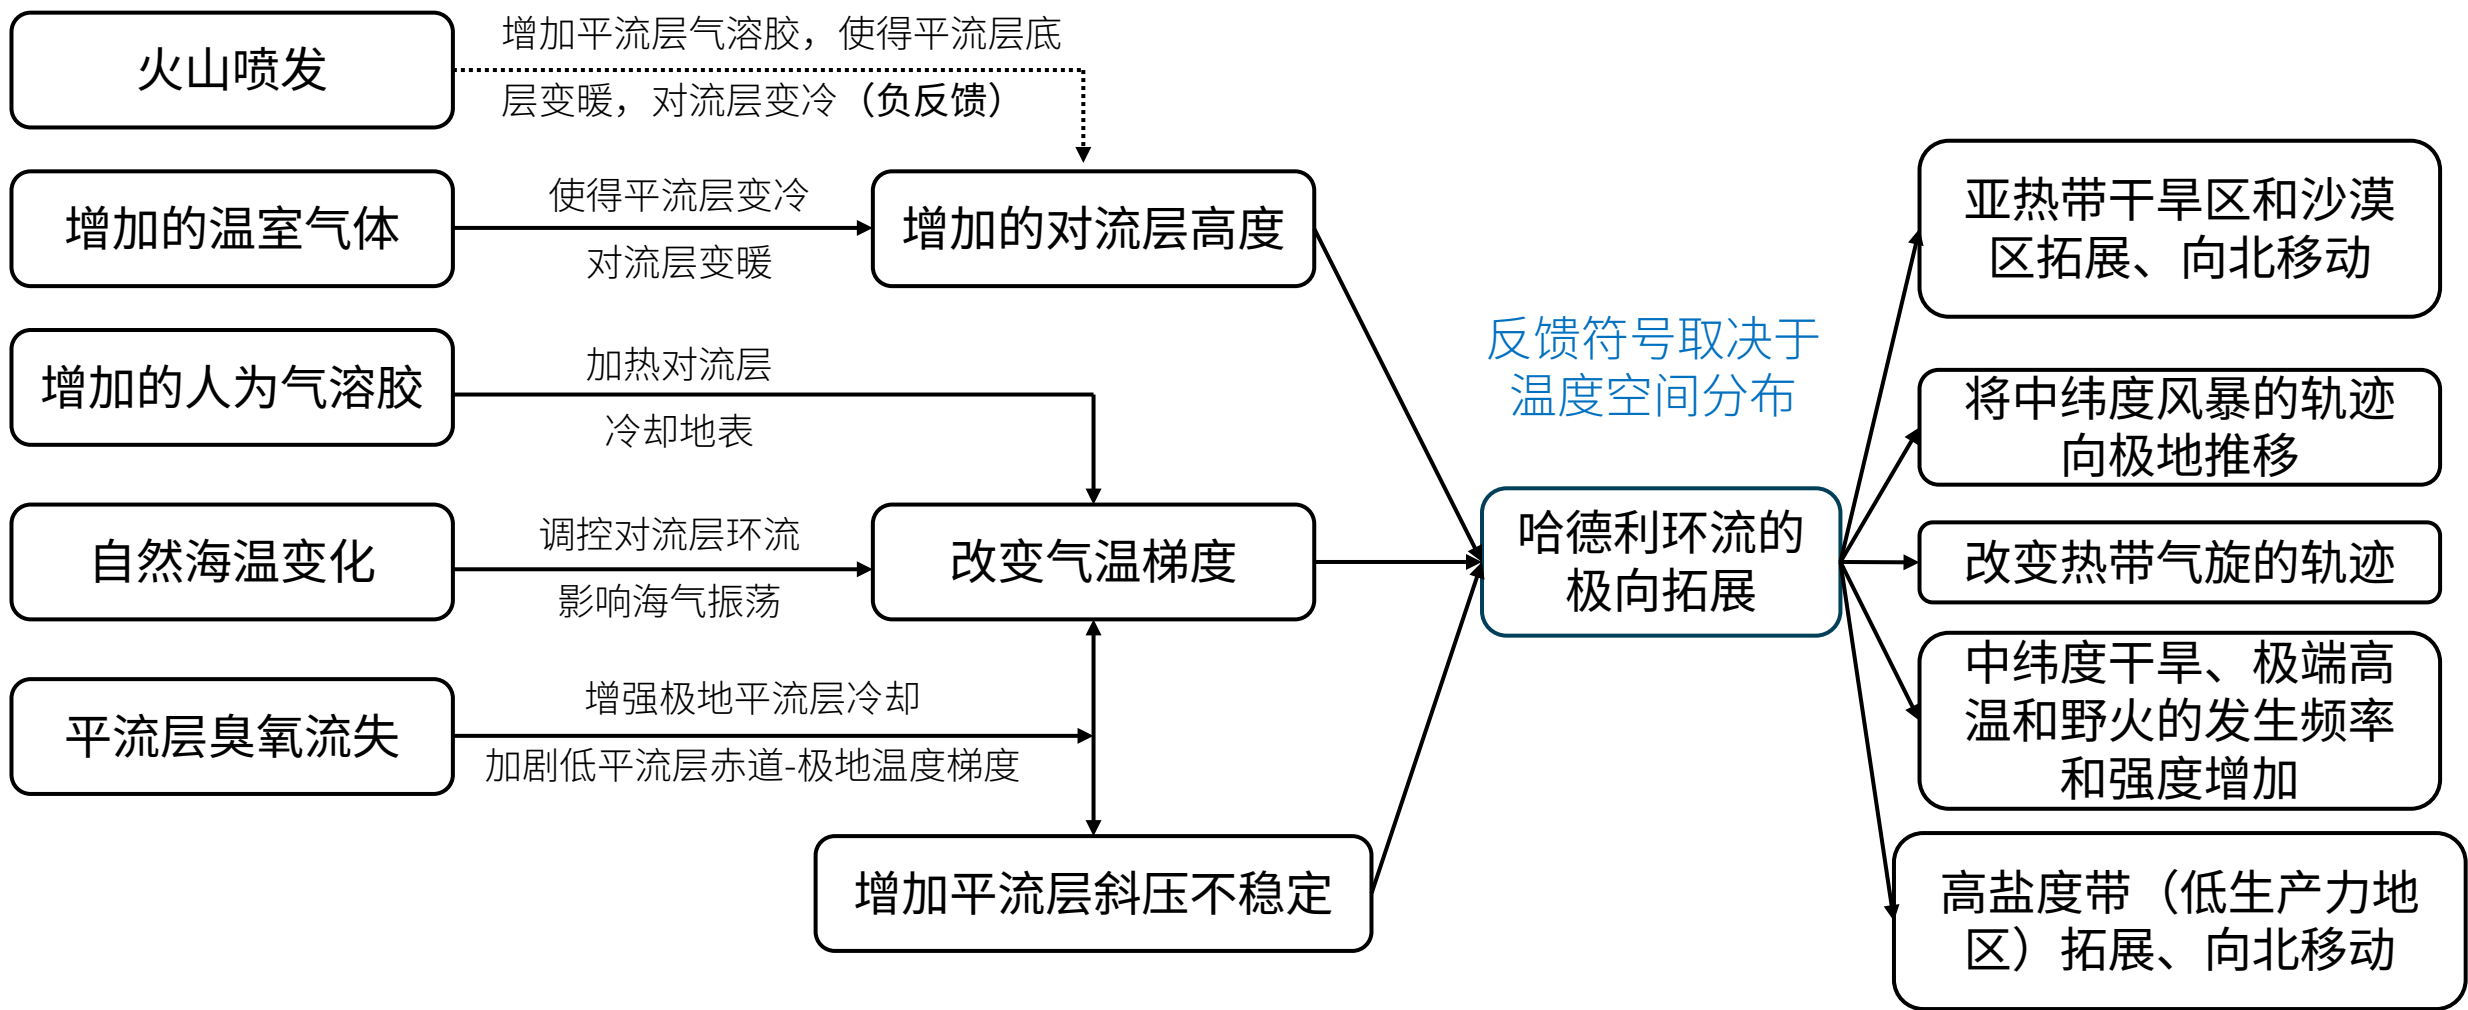 火山喷发
增加平流层气溶胶，使得平流层底
层变暖，对流层变冷（负反馈）
增加的温室气体
使得平流层变冷
对流层变暖
增加的对流层高度
增加的人为气溶胶
加热对流层
冷却地表
自然海温变化
调控对流层环流
影响海气振荡
改变气温梯度
平流层臭氧流失
增强极地平流层冷却
加剧低平流层赤道-极地温度梯度
增加平流层斜压不稳定
反馈符号取决于
温度空间分布
哈德利环流的
极向拓展
亚热带干旱区和沙漠
区拓展、向北移动
将中纬度风暴的轨迹
向极地推移
改变热带气旋的轨迹
中纬度干旱、极端高
温和野火的发生频率
和强度增加
高盐度带（低生产力地
区）拓展、向北移动